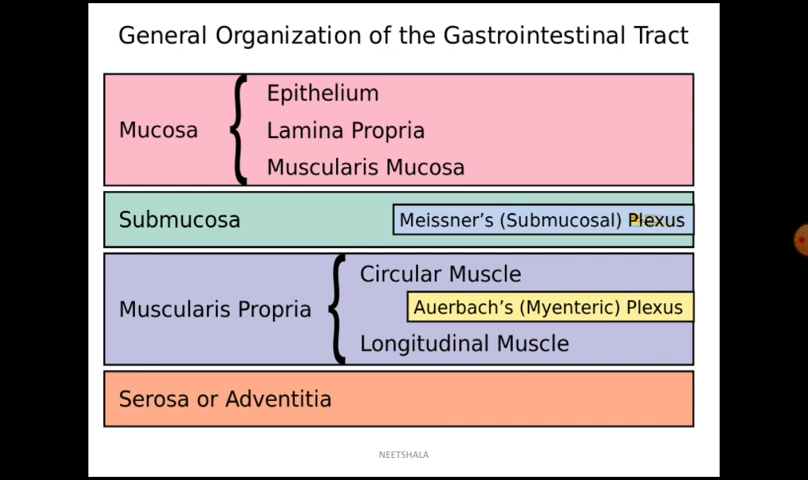 General Organization of the Gastrointestinal Tract
Epithelium
Mucosa
Lamina Propria
Muscularis Mucosa
Submucosa
Meissner's (Submucosal) Plexus
Circular Muscle
Muscularis Propria
Auerbach's (Myenteric) Plexus
Longitudinal Muscle
Serosa or Adventitia
NEETSHALA